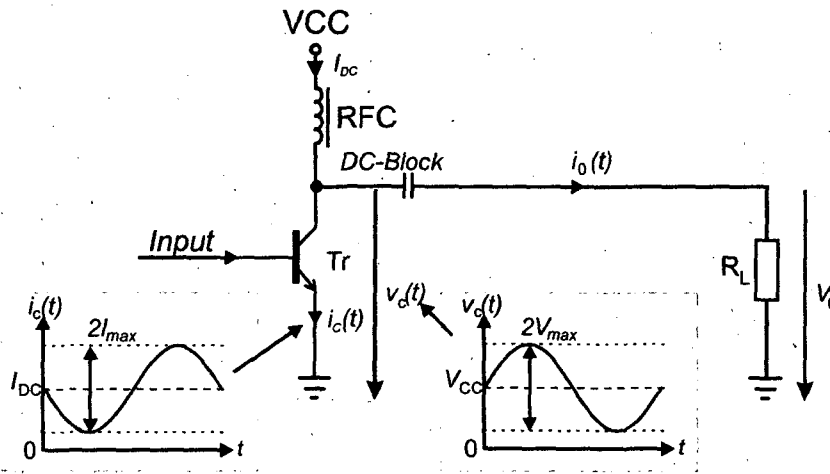 VCC
I_DC
RFC
DC-Block
i_0(t)
Input
Tr
i_c(t)
v_c(t)
R_L
i_c(t)
2I_max
I_DC
0
t
v_c(t)
2V_max
V_CC
0
t